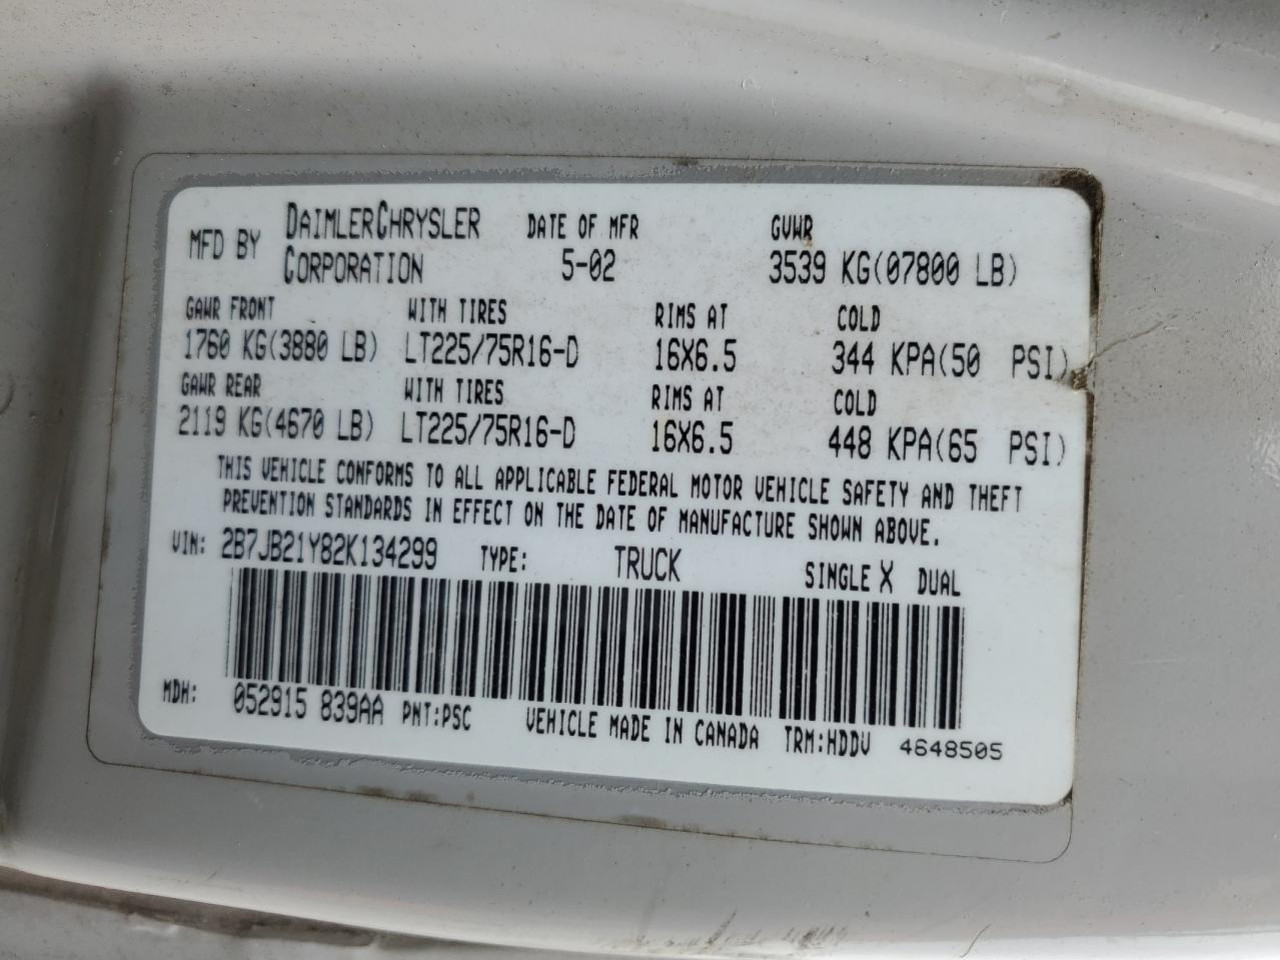 MFD BY DAIMLERCHRYSLER CORPORATION DATE OF MFR 5-02 GVWR 3539 KG(07800 LB)
GAWR FRONT WITH TIRES RIMS AT COLD
1760 KG(3880 LB) LT225/75R16-D 16X6.5 344 KPA(50 PSI)
GAWR REAR WITH TIRES RIMS AT COLD
2119 KG(4670 LB) LT225/75R16-D 16X6.5 448 KPA(65 PSI)
THIS VEHICLE CONFORMS TO ALL APPLICABLE FEDERAL MOTOR VEHICLE SAFETY AND THEFT
PREVENTION STANDARDS IN EFFECT ON THE DATE OF MANUFACTURE SHOWN ABOVE.
VIN: 2B7JB21Y82K134299 TYPE: TRUCK SINGLE X DUAL
MDH: 052915 839AA PNT:PSC VEHICLE MADE IN CANADA TRM:HDDV 4648505